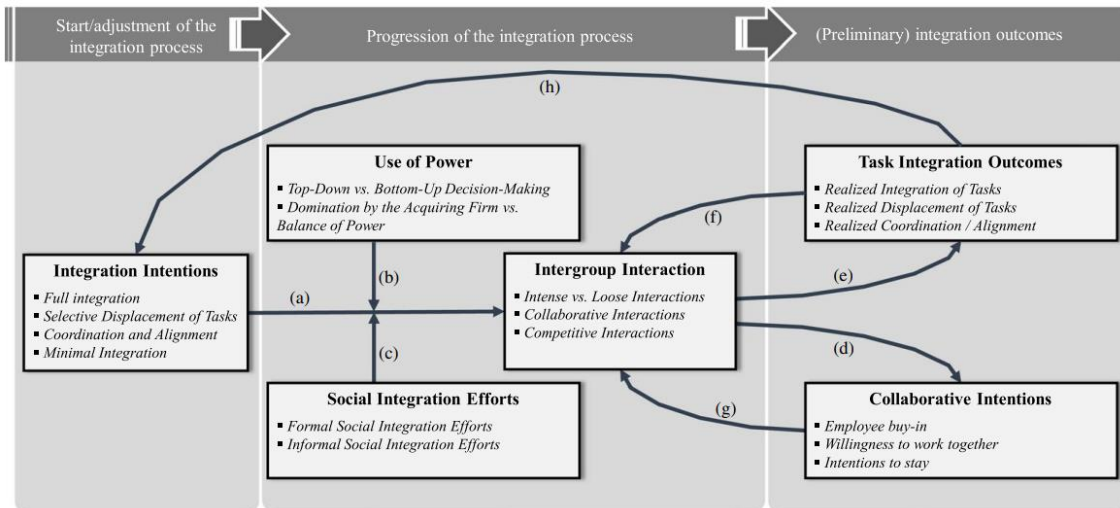 Start/adjustment of the
integration process
Progression of the integration process
(Preliminary) integration outcomes
(h)
Use of Power
▪ Top-Down vs. Bottom-Up Decision-Making
▪ Domination by the Acquiring Firm vs.
Balance of Power
Task Integration Outcomes
▪ Realized Integration of Tasks
▪ Realized Displacement of Tasks
▪ Realized Coordination / Alignment
(f)
Integration Intentions
▪ Full integration
▪ Selective Displacement of Tasks
▪ Coordination and Alignment
▪ Minimal Integration
(a)
(b)
(c)
Intergroup Interaction
▪ Intense vs. Loose Interactions
▪ Collaborative Interactions
▪ Competitive Interactions
(e)
(d)
Social Integration Efforts
▪ Formal Social Integration Efforts
▪ Informal Social Integration Efforts
(g)
Collaborative Intentions
▪ Employee buy-in
▪ Willingness to work together
▪ Intentions to stay